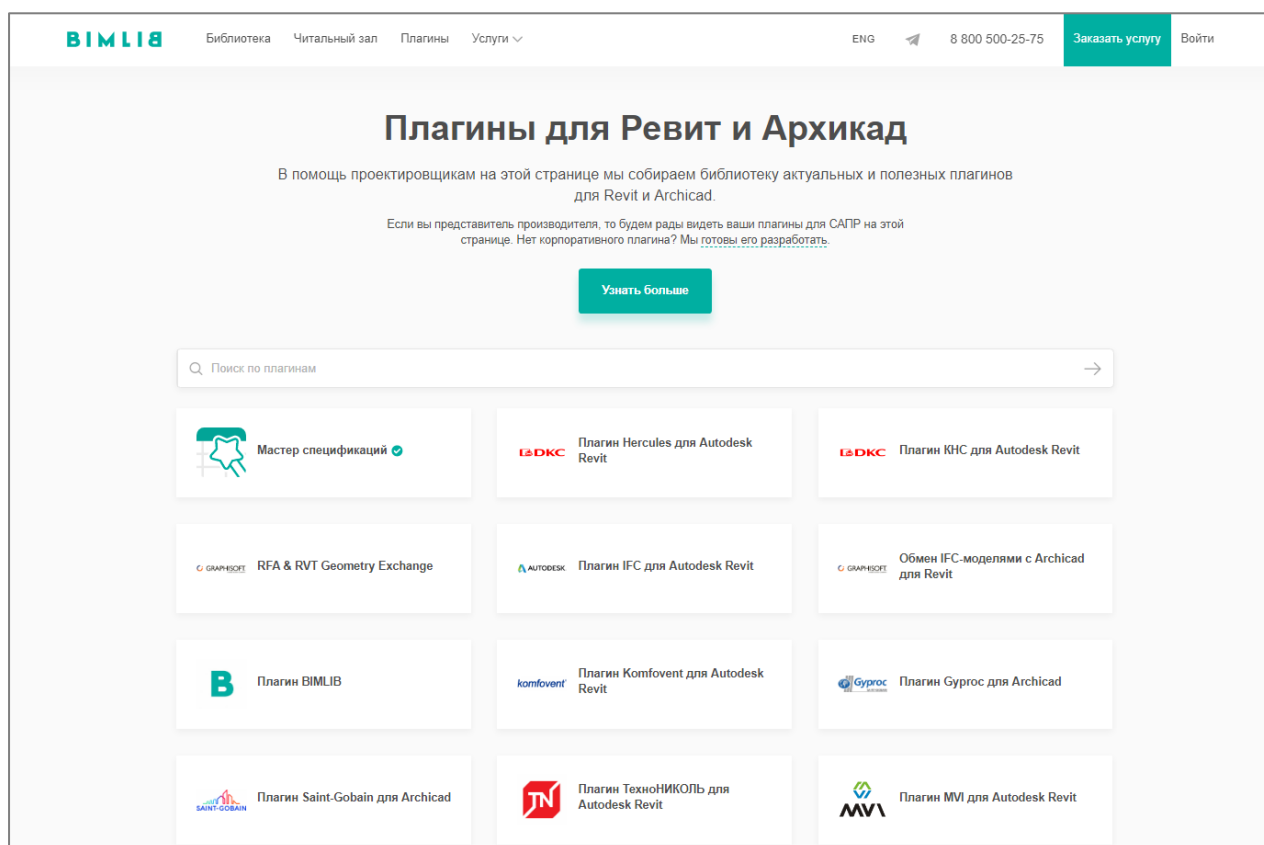 BIMLIB Библиотека Читальный зал Плагины Услуги ENG 8 800 500-25-75 Заказать услугу Войти
Плагины для Ревит и Архикад
В помощь проектировщикам на этой странице мы собираем библиотеку актуальных и полезных плагинов
для Revit и Archicad.
Если вы представитель производителя, то будем рады видеть ваши плагины для САПР на этой
странице. Нет корпоративного плагина? Мы готовы его разработать.
Узнать больше
Поиск по плагинам
Мастер спецификаций
DKC
Плагин Hercules для Autodesk
Revit
DKC
Плагин КНС для Autodesk Revit
GRAPHISOFT
RFA & RVT Geometry Exchange
AUTODESK
Плагин IFC для Autodesk Revit
GRAPHISOFT
Обмен IFC-моделями с Archicad
для Revit
B
Плагин BIMLIB
komfovent
Плагин Komfovent для Autodesk
Revit
Gyproc
Плагин Gyproc для Archicad
SAINT-GOBAIN
Плагин Saint-Gobain для Archicad
TN
Плагин ТехноНИКОЛЬ для
Autodesk Revit
MVI
Плагин MVI для Autodesk Revit